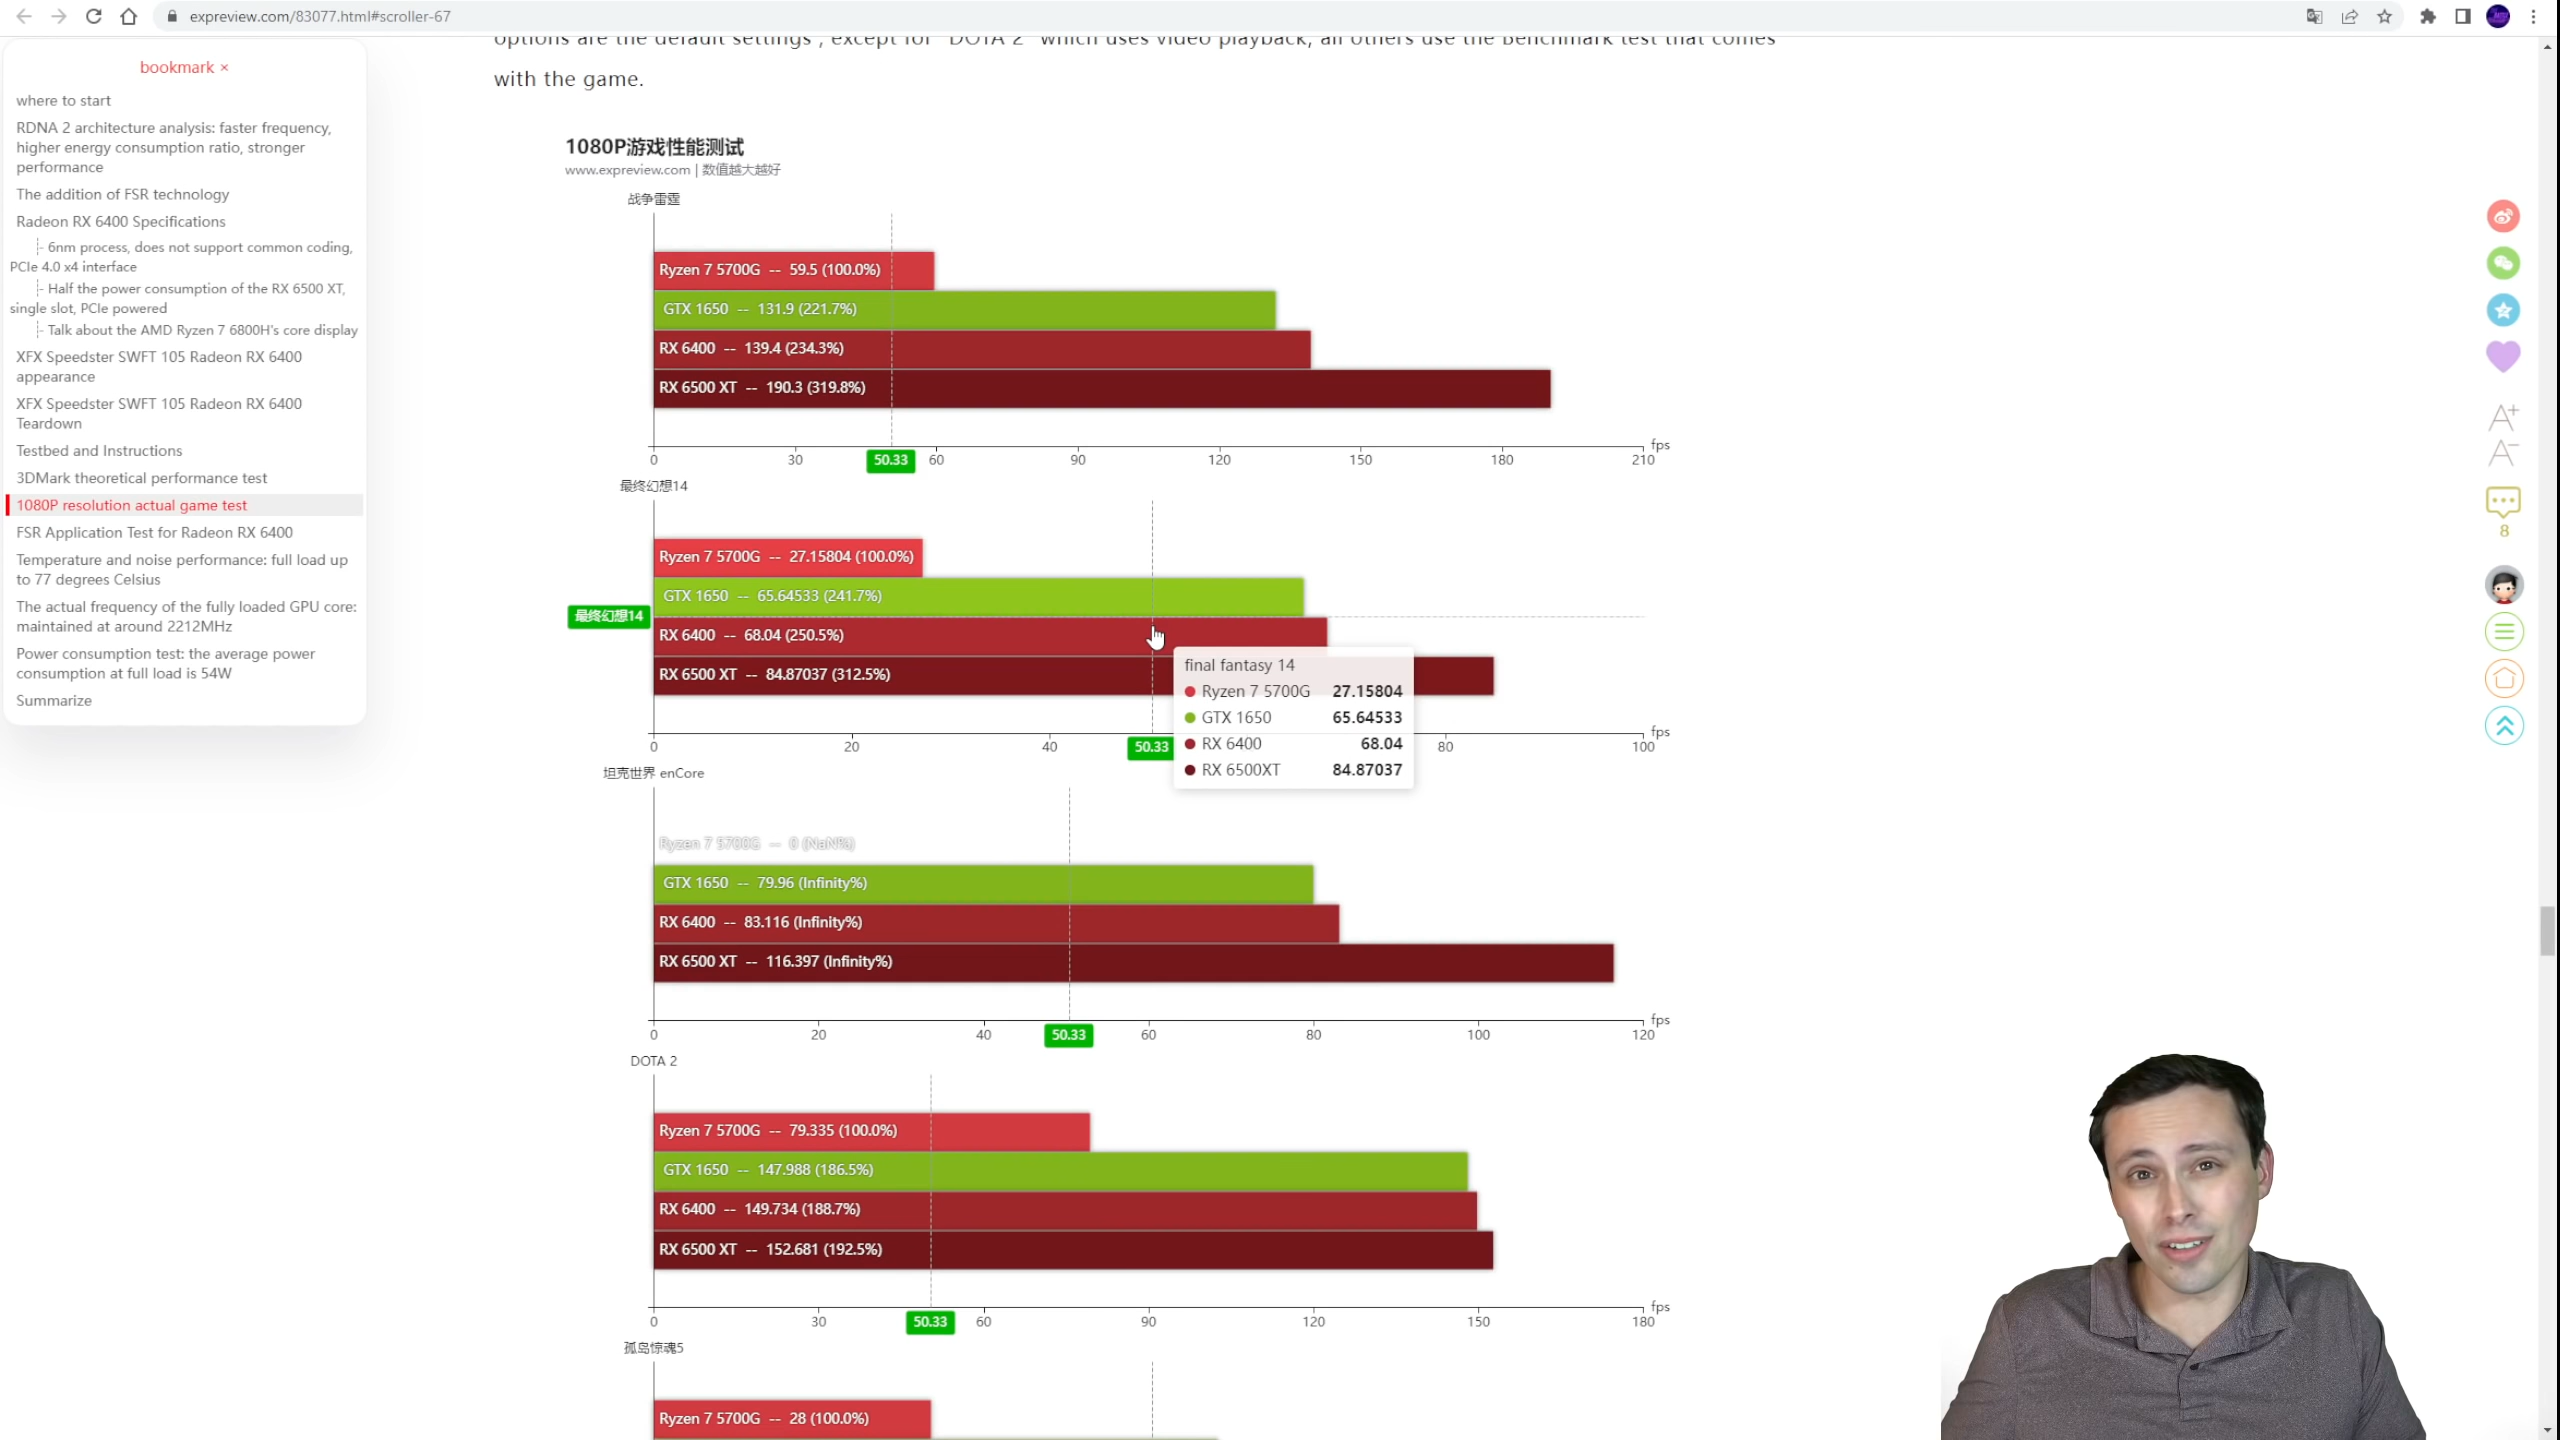 expreview.com/83077.html#scroller-67
options are the default settings , except for "DOTA 2" which uses video playback, all others use the Benchmark test that comes
with the game.
bookmark ×
where to start
RDNA 2 architecture analysis: faster frequency,
higher energy consumption ratio, stronger
performance
The addition of FSR technology
Radeon RX 6400 Specifications
├- 6nm process, does not support common coding,
PCIe 4.0 x4 interface
├- Half the power consumption of the RX 6500 XT,
single slot, PCIe powered
├- Talk about the AMD Ryzen 7 6800H's core display
XFX Speedster SWFT 105 Radeon RX 6400
appearance
XFX Speedster SWFT 105 Radeon RX 6400
Teardown
Testbed and Instructions
3DMark theoretical performance test
1080P resolution actual game test
FSR Application Test for Radeon RX 6400
Temperature and noise performance: full load up
to 77 degrees Celsius
The actual frequency of the fully loaded GPU core:
maintained at around 2212MHz
Power consumption test: the average power
consumption at full load is 54W
Summarize
1080P游戏性能测试
www.expreview.com | 数值越大越好
战争雷霆
Ryzen 7 5700G -- 59.5 (100.0%)
GTX 1650 -- 131.9 (221.7%)
RX 6400 -- 139.4 (234.3%)
RX 6500 XT -- 190.3 (319.8%)
fps
0 30 50.33 60 90 120 150 180 210
最终幻想14
Ryzen 7 5700G -- 27.15804 (100.0%)
GTX 1650 -- 65.64533 (241.7%)
最终幻想14
RX 6400 -- 68.04 (250.5%)
RX 6500 XT -- 84.87037 (312.5%)
final fantasy 14
Ryzen 7 5700G 27.15804
GTX 1650 65.64533
RX 6400 68.04
RX 6500XT 84.87037
fps
0 20 40 50.33 80 100
坦克世界 enCore
Ryzen 7 5700G -- 0 (NaN%)
GTX 1650 -- 79.96 (Infinity%)
RX 6400 -- 83.116 (Infinity%)
RX 6500 XT -- 116.397 (Infinity%)
fps
0 20 40 50.33 60 80 100 120
DOTA 2
Ryzen 7 5700G -- 79.335 (100.0%)
GTX 1650 -- 147.988 (186.5%)
RX 6400 -- 149.734 (188.7%)
RX 6500 XT -- 152.681 (192.5%)
fps
0 30 50.33 60 90 120 150 180
孤岛惊魂5
Ryzen 7 5700G -- 28 (100.0%)
A+
A-
8